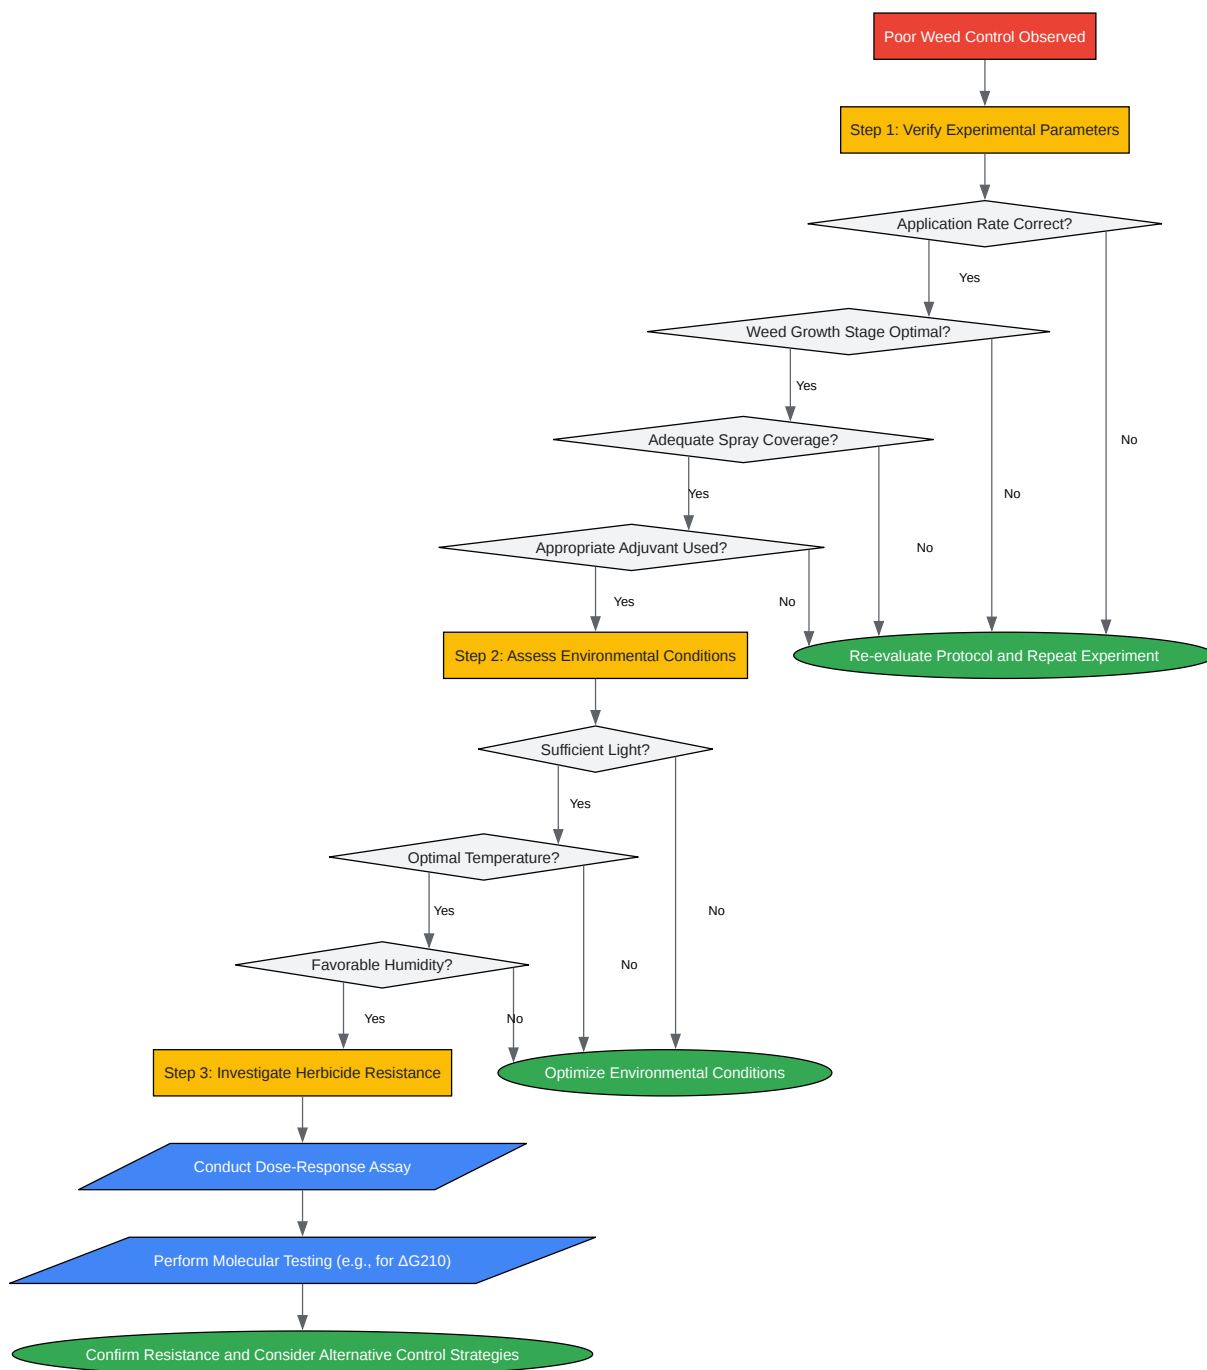 Poor Weed Control Observed
Step 1: Verify Experimental Parameters
Application Rate Correct?
Yes
Weed Growth Stage Optimal?
Yes
Adequate Spray Coverage?
No
Yes
No
Appropriate Adjuvant Used?
No
Yes
No
Step 2: Assess Environmental Conditions
Re-evaluate Protocol and Repeat Experiment
Sufficient Light?
Yes
Optimal Temperature?
Yes
No
Favorable Humidity?
No
Yes
No
Step 3: Investigate Herbicide Resistance
Optimize Environmental Conditions
Conduct Dose-Response Assay
Perform Molecular Testing (e.g., for ΔG210)
Confirm Resistance and Consider Alternative Control Strategies